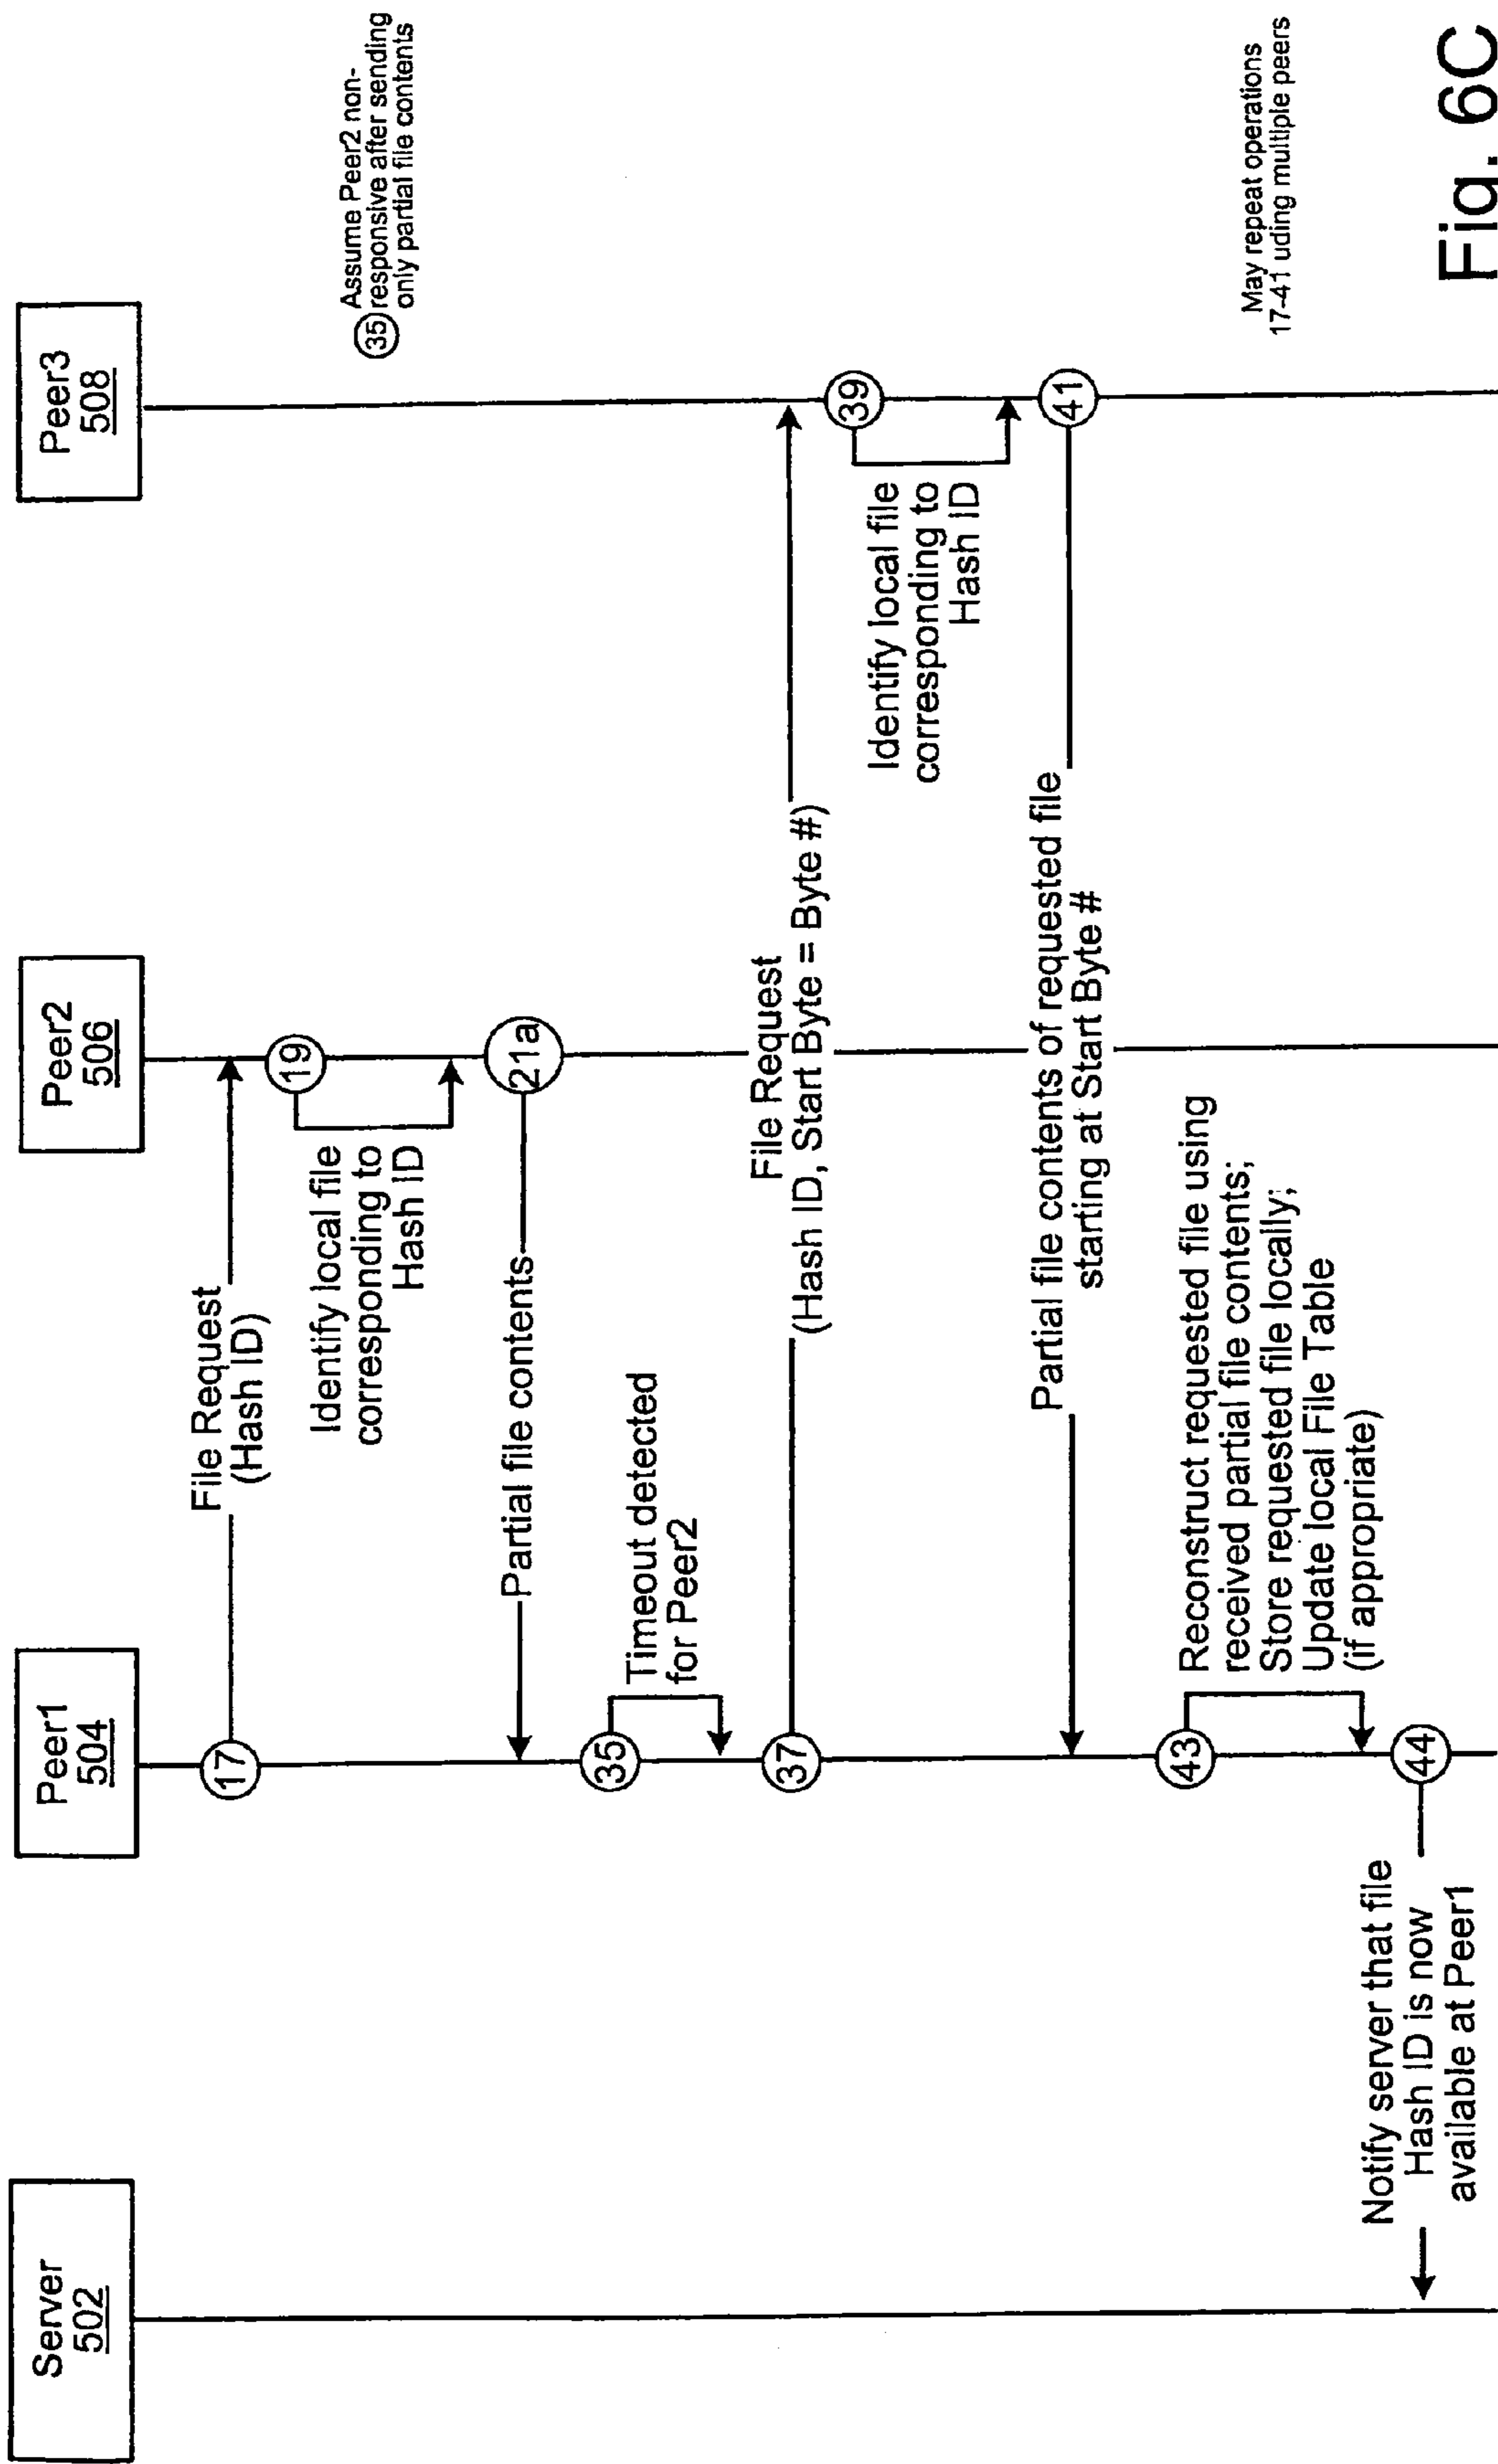 Server
502
Peer1
504
Peer2
506
Peer3
508
35
Assume Peer2 non-
responsive after sending
only partial file contents
17
File Request
(Hash ID)
19
Identify local file
corresponding to
Hash ID
21a
Partial file contents
35
Timeout detected
for Peer2
37
File Request
(Hash ID, Start Byte = Byte #)
39
Identify local file
corresponding to
Hash ID
41
Partial file contents of requested file
starting at Start Byte #
43
Reconstruct requested file using
received partial file contents;
Store requested file locally;
Update local File Table
(if appropriate)
44
Notify server that file
Hash ID is now
available at Peer1
May repeat operations
17-41 uding multiple peers
Fig. 6C